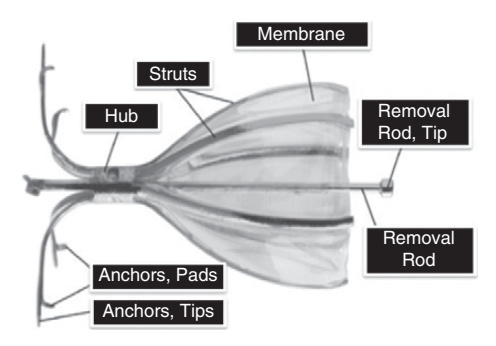 Membrane
Struts
Hub
Removal
Rod, Tip
Removal
Rod
Anchors, Pads
Anchors, Tips